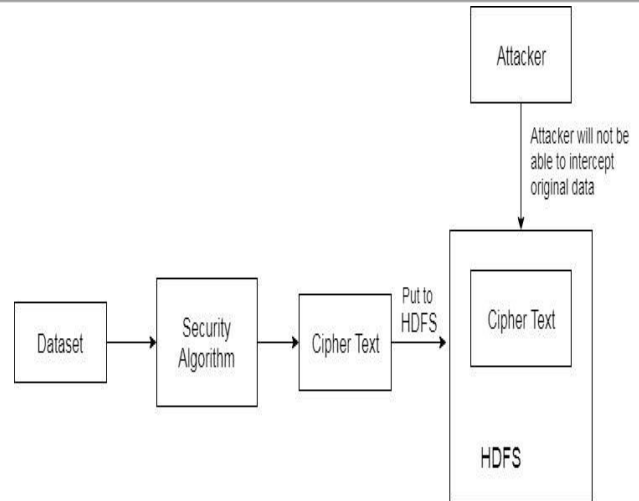 Attacker
Attacker will not be
able to intercept
original data
Dataset
Security
Algorithm
Cipher Text
Put to
HDFS
Cipher Text
HDFS